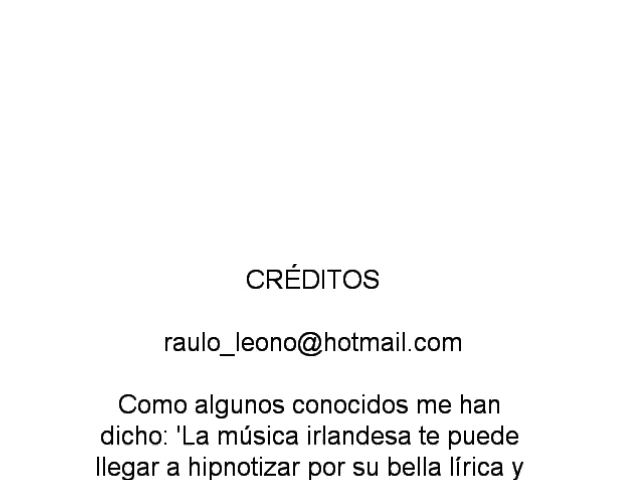 CRÉDITOS
raulo_leono@hotmail.com
Como algunos conocidos me han
dicho: 'La música irlandesa te puede
llegar a hipnotizar por su bella lírica y